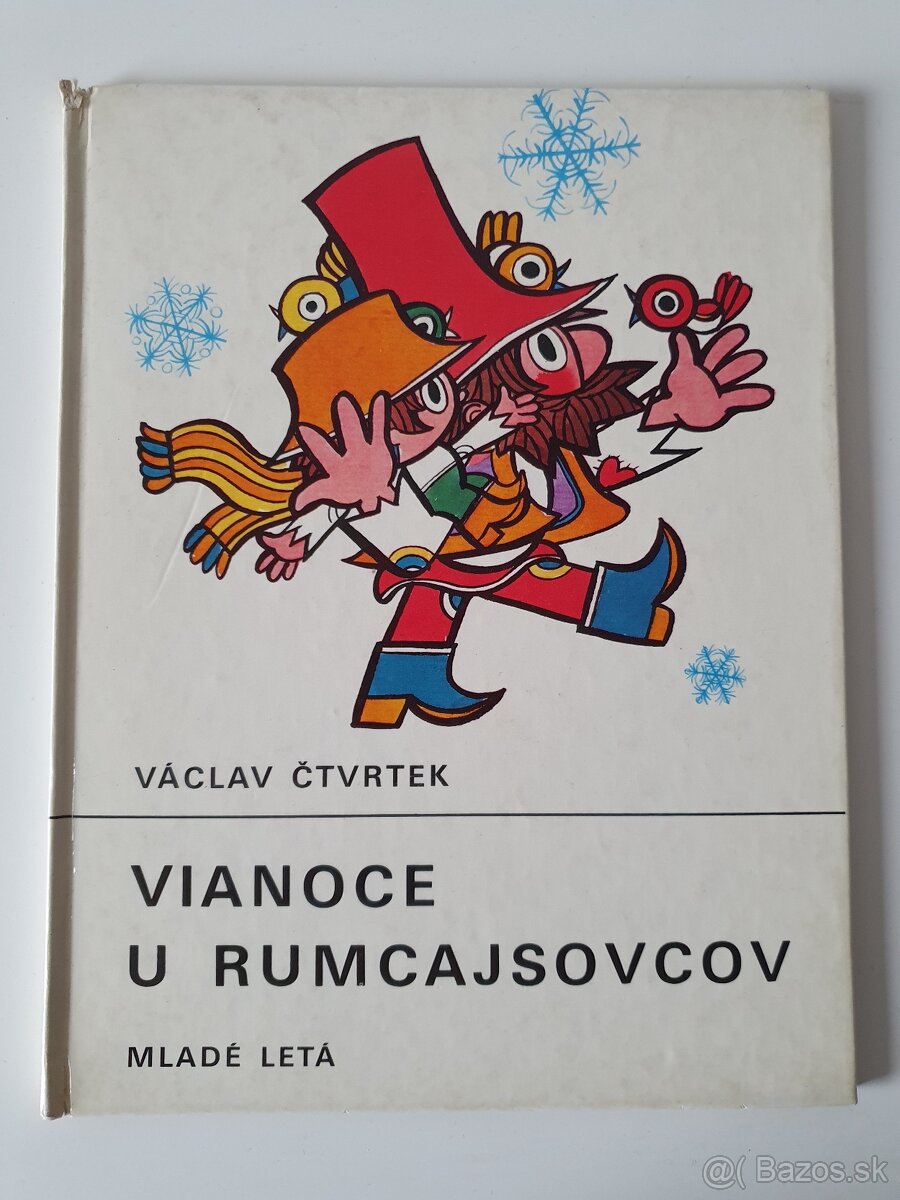 VÁCLAV ČTVRTEK
VIANOCE
U RUMCAJSOVCOV
MLADÉ LETÁ
@( Bazos.sk